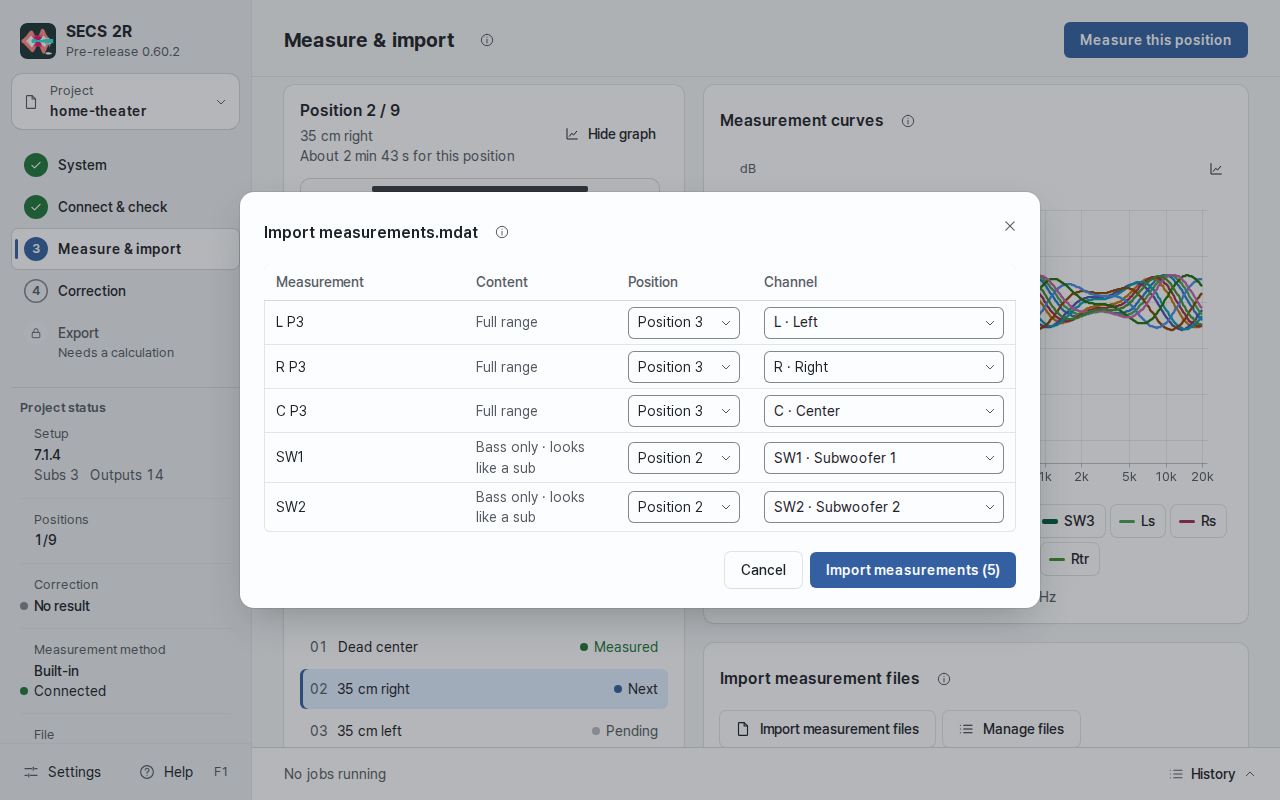 SECS 2R
Pre-release 0.60.2
Project
home-theater
System
Connect & check
3 Measure & import
4 Correction
Export
Needs a calculation
Project status
Setup
7.1.4
Subs 3 Outputs 14
Positions
1/9
Correction
No result
Measurement method
Built-in
Connected
File
Settings
Help F1
Measure & import
Measure this position
Position 2 / 9
35 cm right
About 2 min 43 s for this position
Hide graph
Measurement curves
dB
Import measurements.mdat
Measurement Content Position Channel
L P3 Full range Position 3 L · Left
R P3 Full range Position 3 R · Right
C P3 Full range Position 3 C · Center
SW1 Bass only · looks like a sub Position 2 SW1 · Subwoofer 1
SW2 Bass only · looks like a sub Position 2 SW2 · Subwoofer 2
Cancel
Import measurements (5)
1k 2k 5k 10k 20k
SW3 Ls Rs
Rtr
Hz
01 Dead center Measured
02 35 cm right Next
03 35 cm left Pending
Import measurement files
Import measurement files
Manage files
No jobs running
History